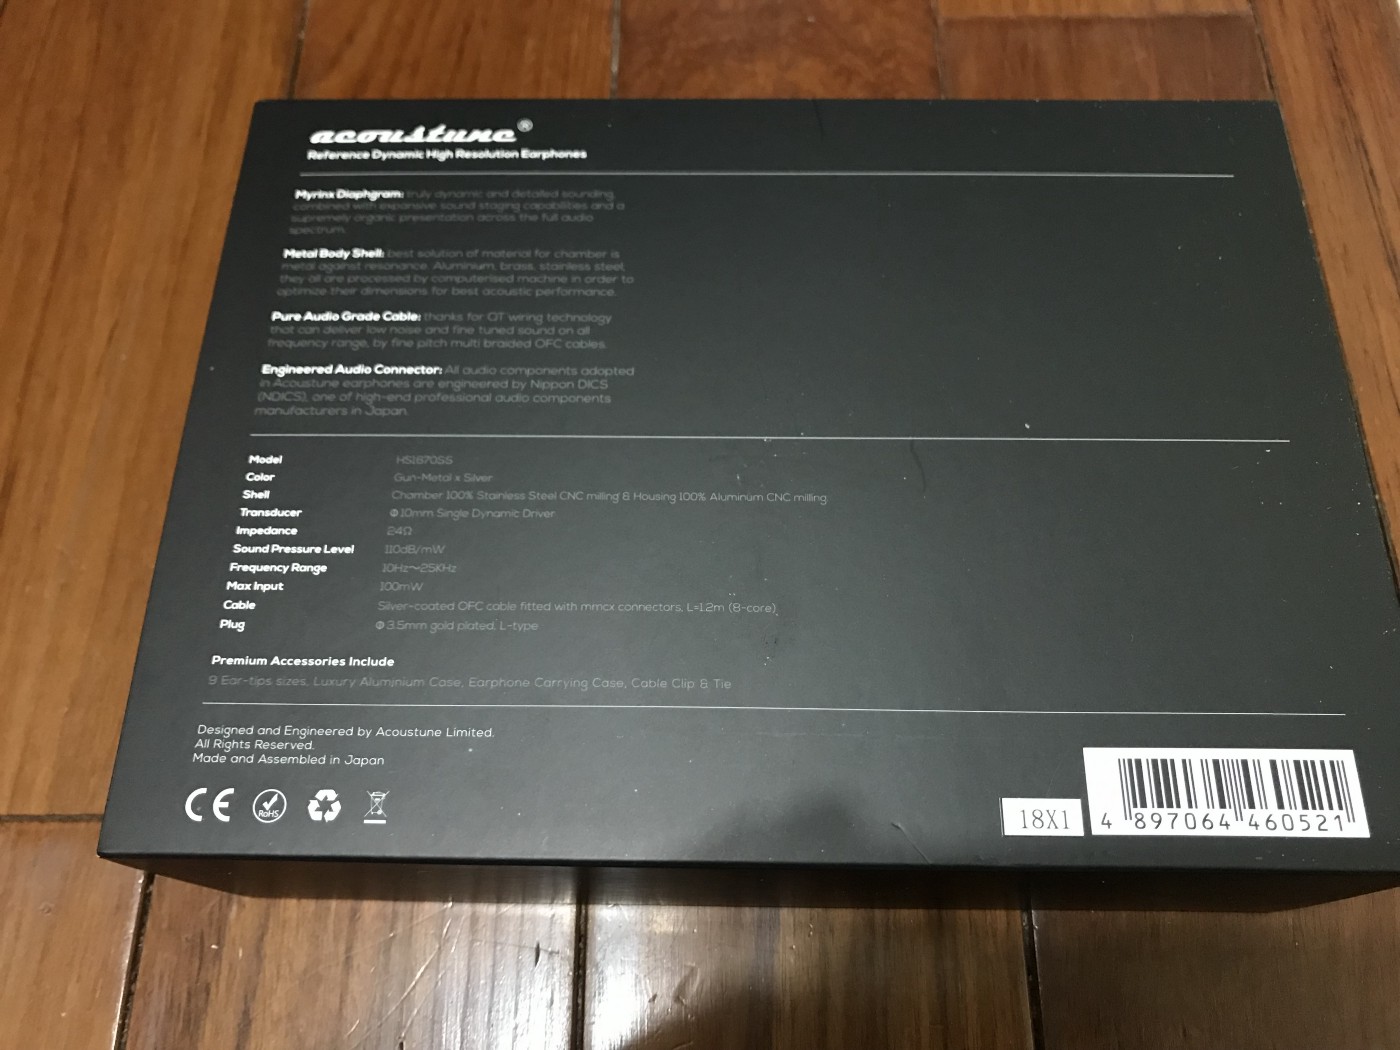 acoustune®
Reference Dynamic High Resolution Earphones
Myrinx Diaphgram: truly dynamic and detailed sounding,
combined with expansive sound staging capabilities and a
supremely organic presentation across the full audio
spectrum.
Metal Body Shell: best solution of material for chamber is
metal against resonance. Aluminium, brass, stainless steel,
they all are processed by computerised machine in order to
optimize their dimensions for best acoustic performance.
Pure Audio Grade Cable: thanks for QT wiring technology
that can deliver low noise and fine tuned sound on all
frequency range, by fine pitch multi braided OFC cables.
Engineered Audio Connector: All audio components adopted
in Acoustune earphones are engineered by Nippon DICS
(NDICS), one of high-end professional audio components
manufacturers in Japan.
Model HS1670SS
Color Gun-Metal x Silver
Shell Chamber 100% Stainless Steel CNC milling & Housing 100% Aluminum CNC milling.
Transducer Φ10mm Single Dynamic Driver
Impedance 24Ω
Sound Pressure Level 110dB/mW
Frequency Range 10Hz~25KHz
Max Input 100mW
Cable Silver-coated OFC cable fitted with mmcx connectors, L=1.2m (8-core)
Plug Φ3.5mm gold plated, L-type
Premium Accessories Include
9 Ear-tips sizes, Luxury Aluminium Case, Earphone Carrying Case, Cable Clip & Tie
Designed and Engineered by Acoustune Limited.
All Rights Reserved.
Made and Assembled in Japan
CE RoHS
18X1
4 897064 460521